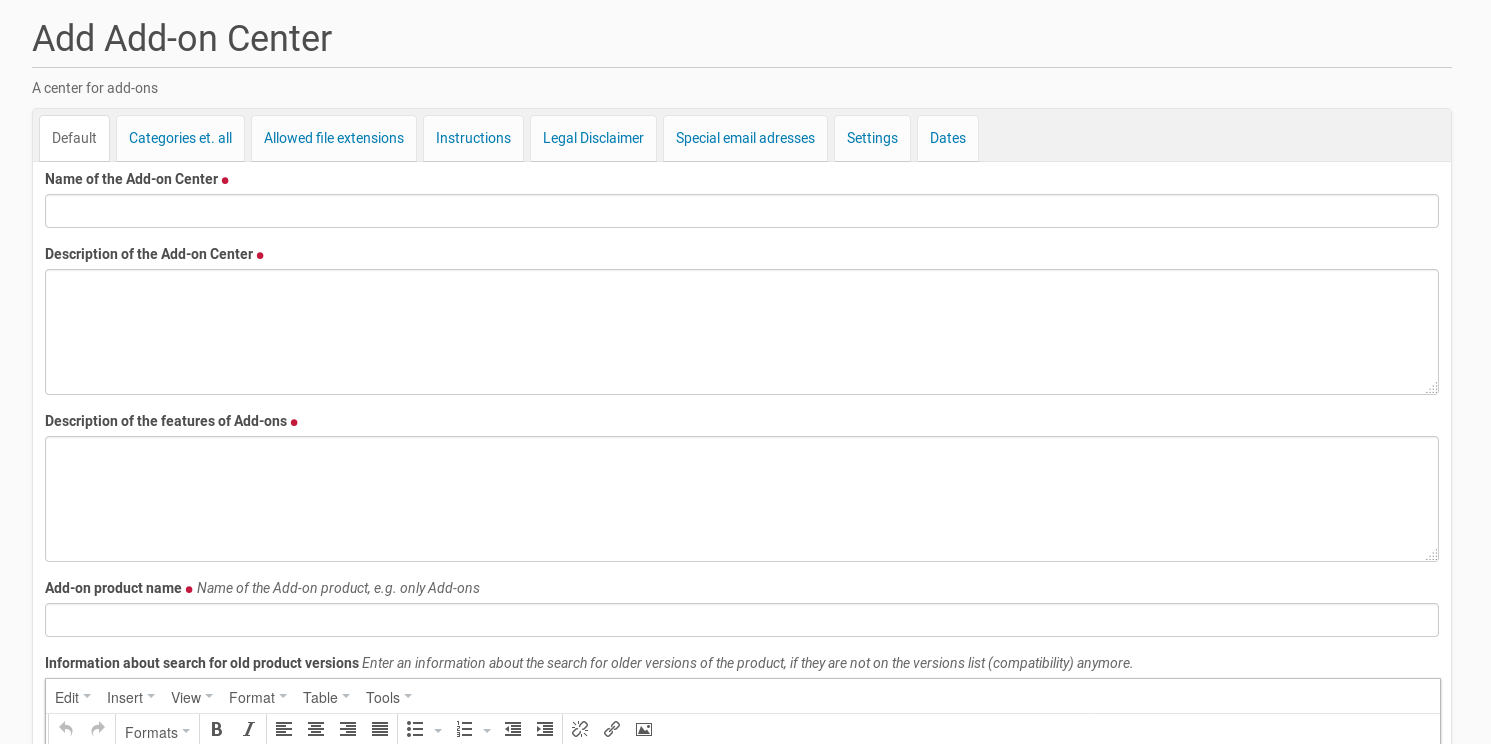 Add Add-on Center
A center for add-ons
Default Categories et. all Allowed file extensions Instructions Legal Disclaimer Special email adresses Settings Dates
Name of the Add-on Center
Description of the Add-on Center
Description of the features of Add-ons
Add-on product name Name of the Add-on product, e.g. only Add-ons
Information about search for old product versions Enter an information about the search for older versions of the product, if they are not on the versions list (compatibility) anymore.
Edit Insert View Format Table Tools
Formats B I